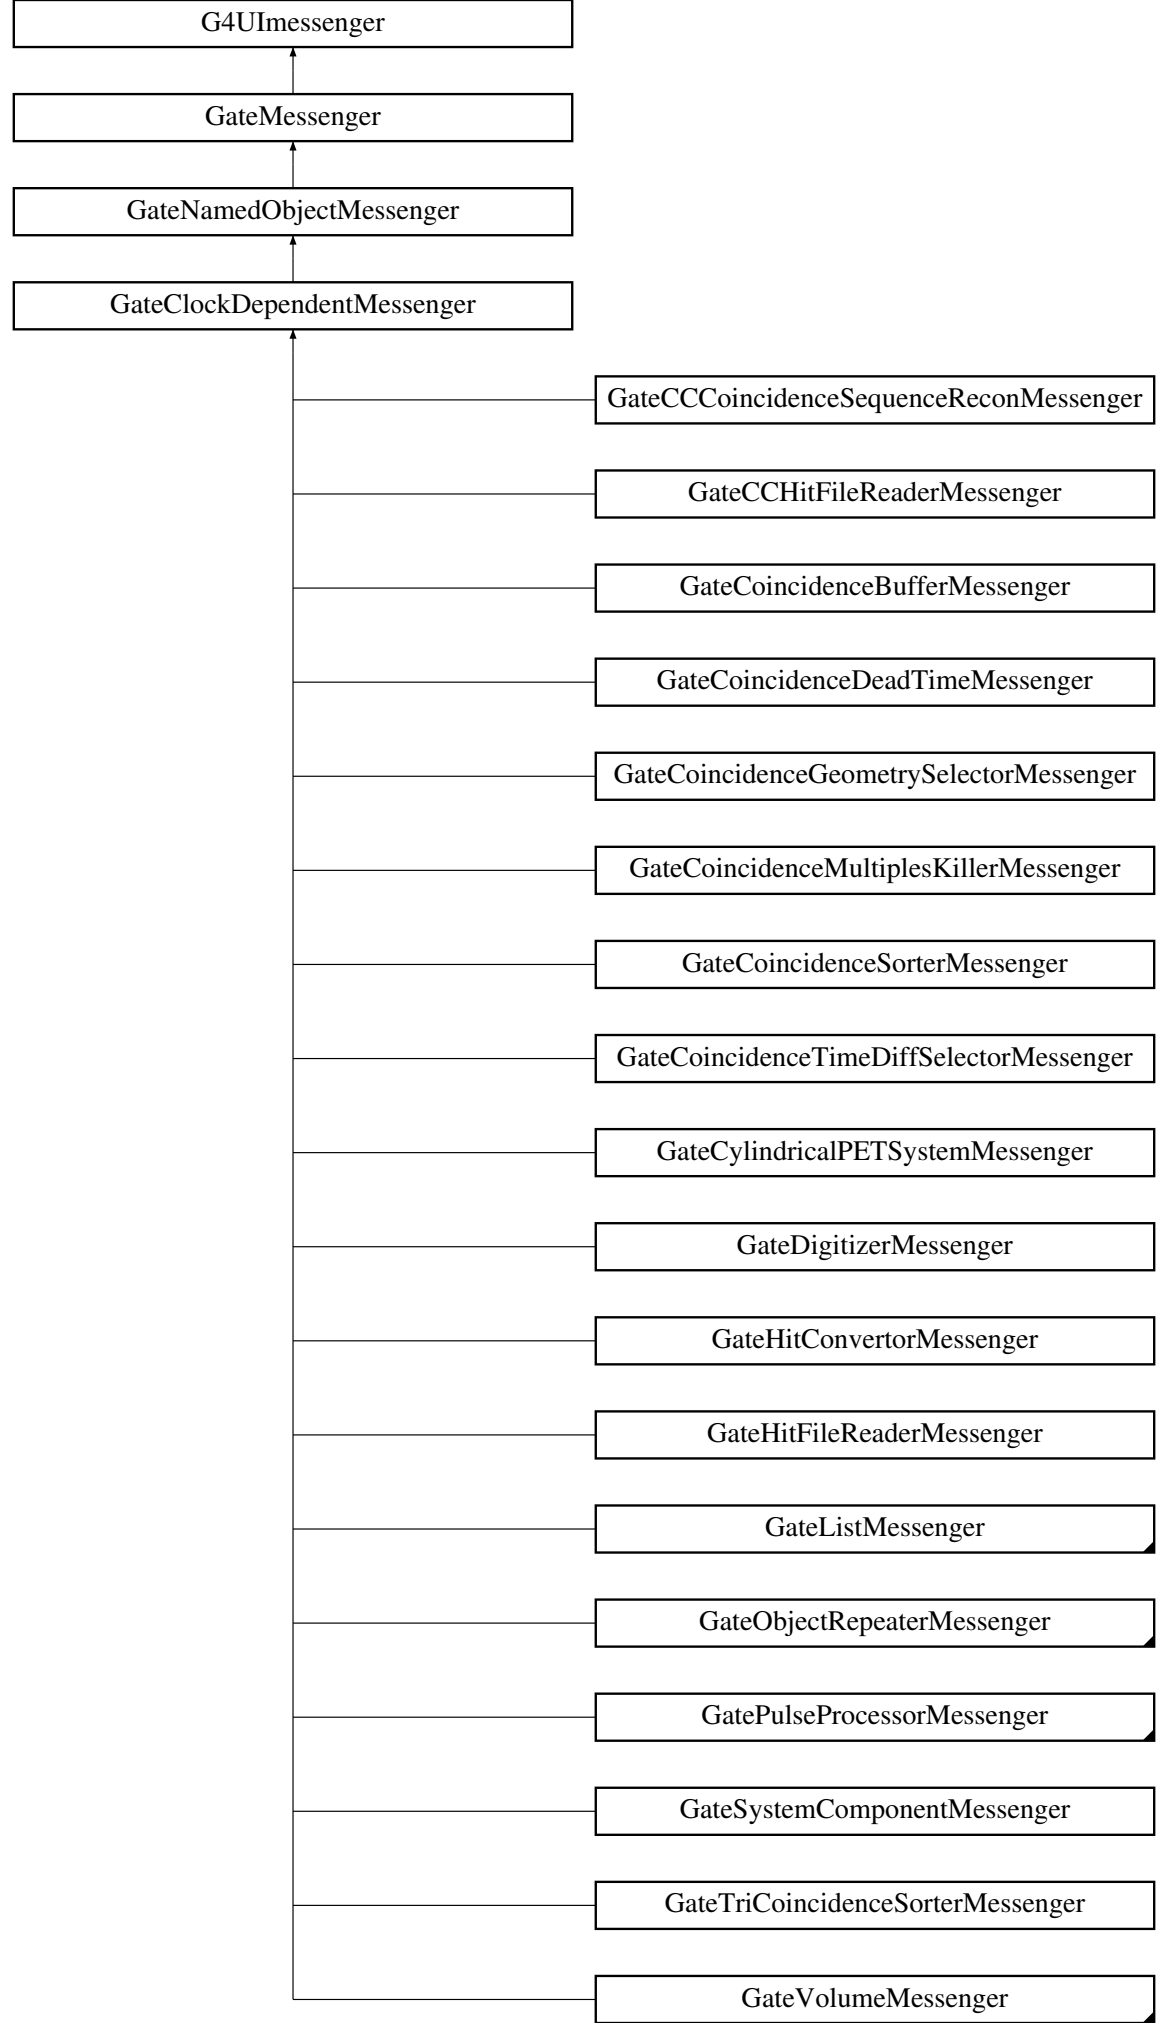 G4UImessenger
GateMessenger
GateNamedObjectMessenger
GateClockDependentMessenger
GateCCCoincidenceSequenceReconMessenger
GateCCHitFileReaderMessenger
GateCoincidenceBufferMessenger
GateCoincidenceDeadTimeMessenger
GateCoincidenceGeometrySelectorMessenger
GateCoincidenceMultiplesKillerMessenger
GateCoincidenceSorterMessenger
GateCoincidenceTimeDiffSelectorMessenger
GateCylindricalPETSystemMessenger
GateDigitizerMessenger
GateHitConvertorMessenger
GateHitFileReaderMessenger
GateListMessenger
GateObjectRepeaterMessenger
GatePulseProcessorMessenger
GateSystemComponentMessenger
GateTriCoincidenceSorterMessenger
GateVolumeMessenger